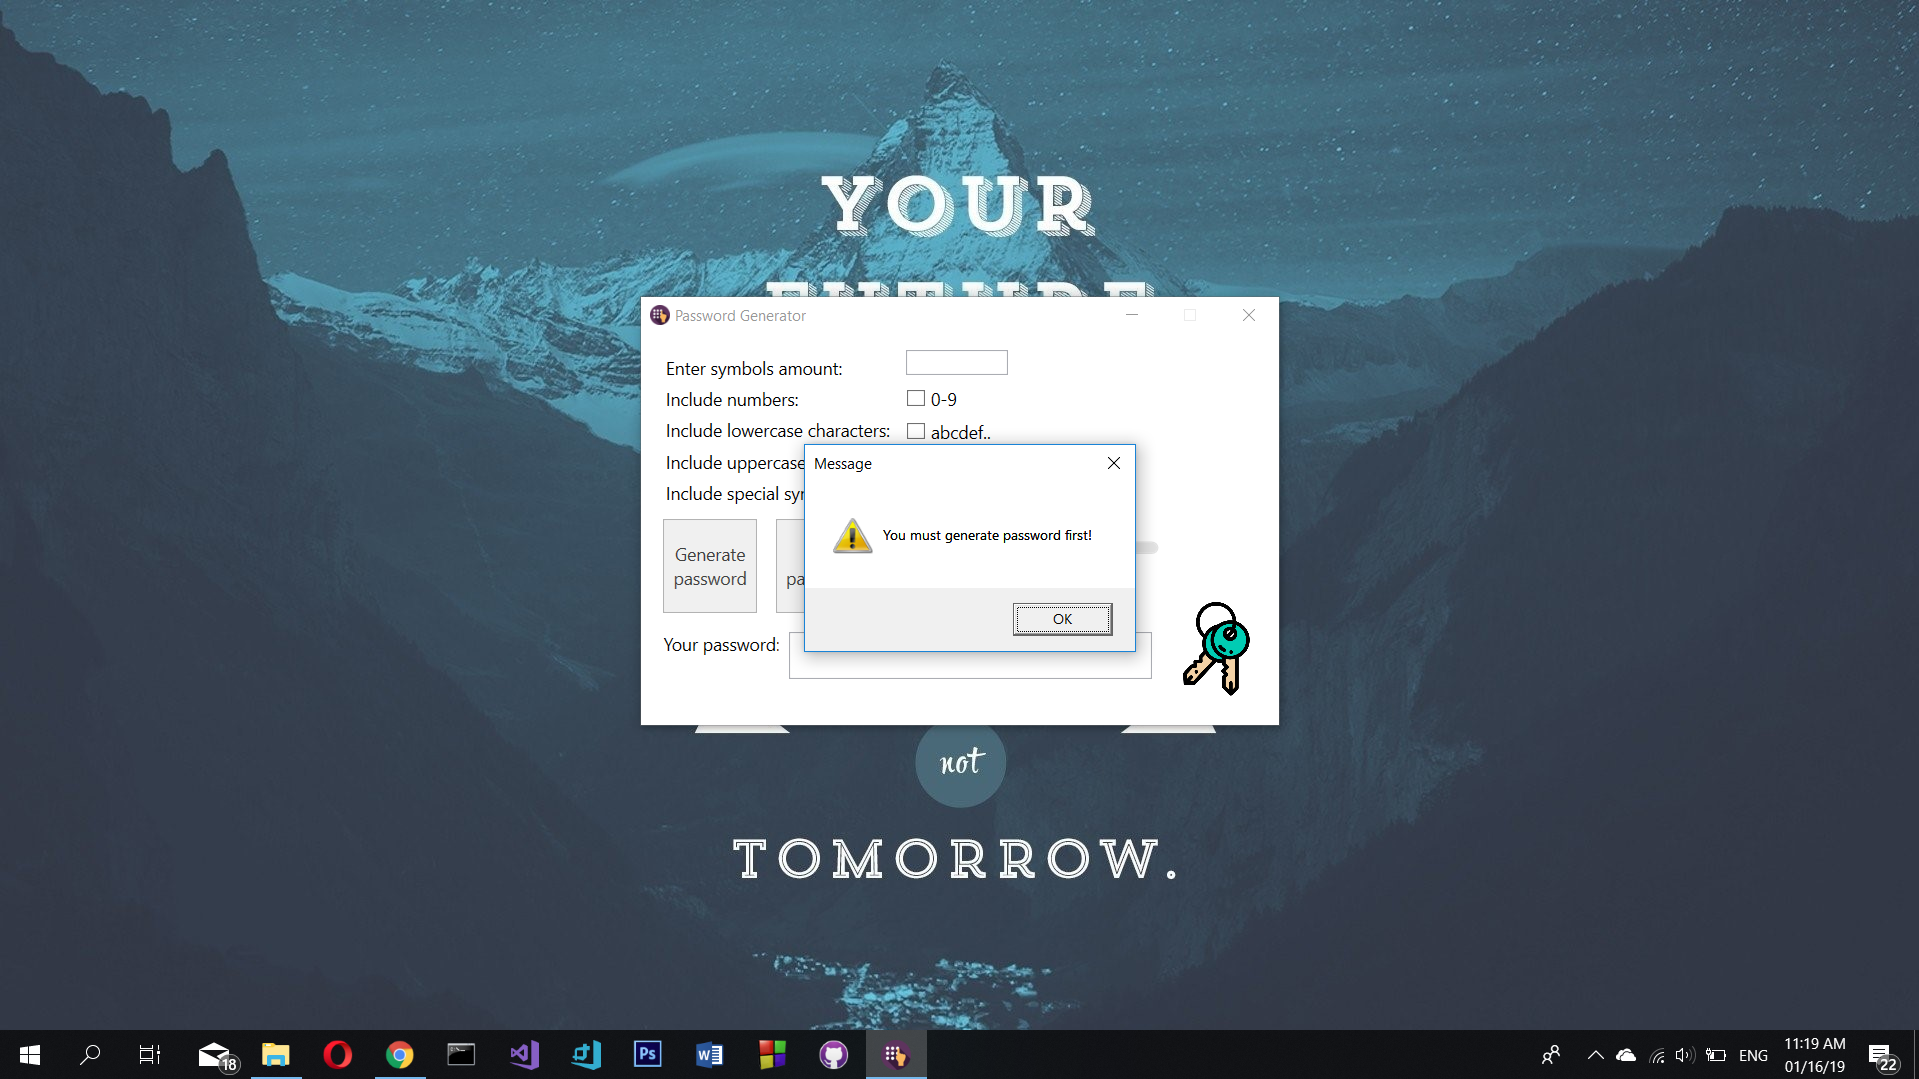 YOUR
Password Generator
Enter symbols amount:
Include numbers:
0-9
Include lowercase characters:
abcdef..
Include uppercase
Include special
Message
You must generate password first!
OK
Generate
password
Your password:
not
TOMORROW.
18
Ps
ENG
11:19 AM
01/16/19
22